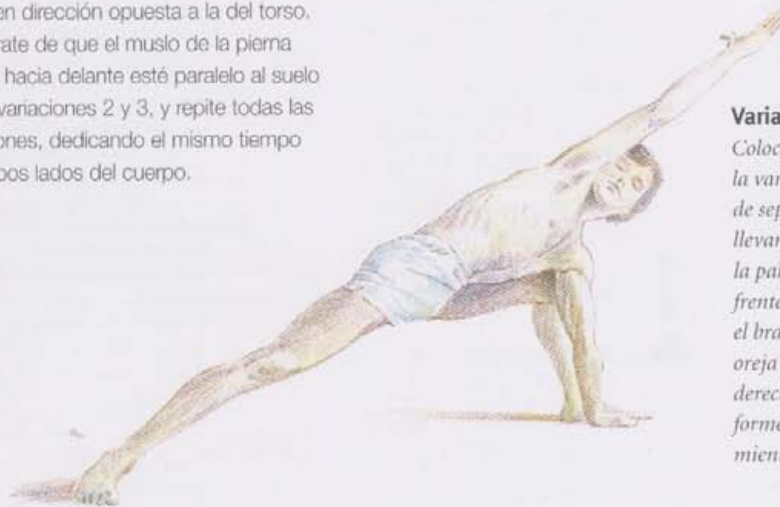 en dirección opuesta a la del torso.
rate de que el muslo de la pierna
hacia delante esté paralelo al suelo
variaciones 2 y 3, y repite todas las
ones, dedicando el mismo tiempo
bos lados del cuerpo.
Varia
Coloc
la var
de sep
llevar
la pal
frente
el bra
oreja
derec
forme
mient